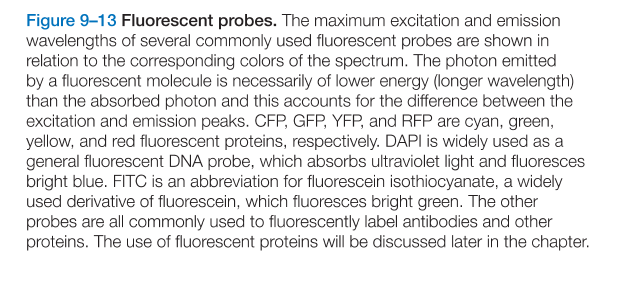 Figure 9–13 Fluorescent probes. The maximum excitation and emission
wavelengths of several commonly used fluorescent probes are shown in
relation to the corresponding colors of the spectrum. The photon emitted
by a fluorescent molecule is necessarily of lower energy (longer wavelength)
than the absorbed photon and this accounts for the difference between the
excitation and emission peaks. CFP, GFP, YFP, and RFP are cyan, green,
yellow, and red fluorescent proteins, respectively. DAPI is widely used as a
general fluorescent DNA probe, which absorbs ultraviolet light and fluoresces
bright blue. FITC is an abbreviation for fluorescein isothiocyanate, a widely
used derivative of fluorescein, which fluoresces bright green. The other
probes are all commonly used to fluorescently label antibodies and other
proteins. The use of fluorescent proteins will be discussed later in the chapter.